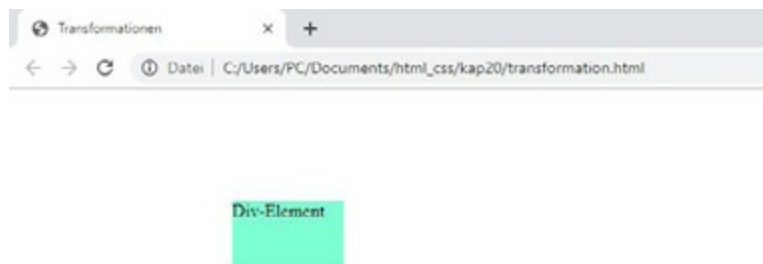 Transformationen
Datei | C:/Users/PC/Documents/html_css/kap20/transformation.html
Div-Element